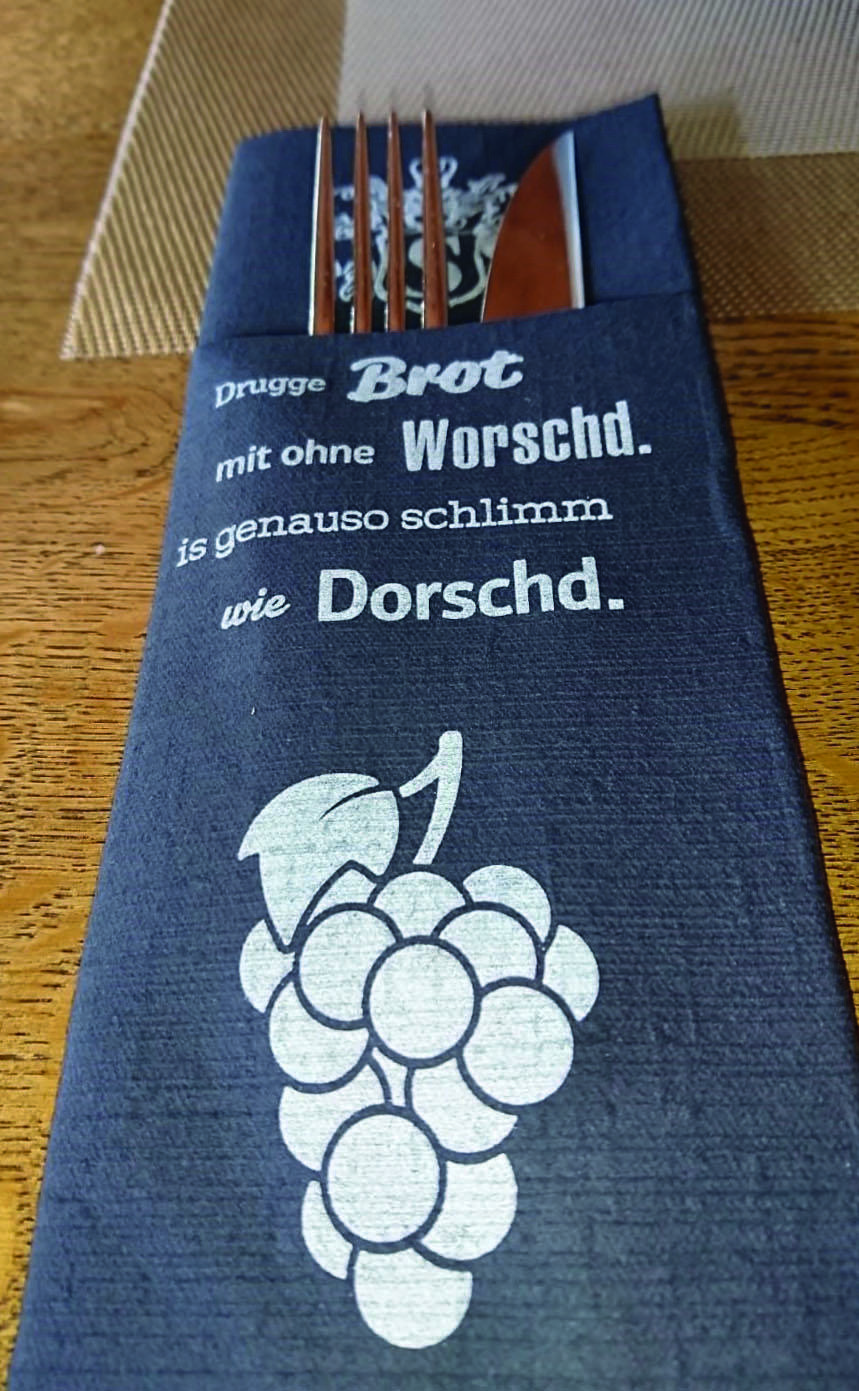 S
Drugge Brot
mit ohne Worschd.
is genauso schlimm
wie Dorschd.